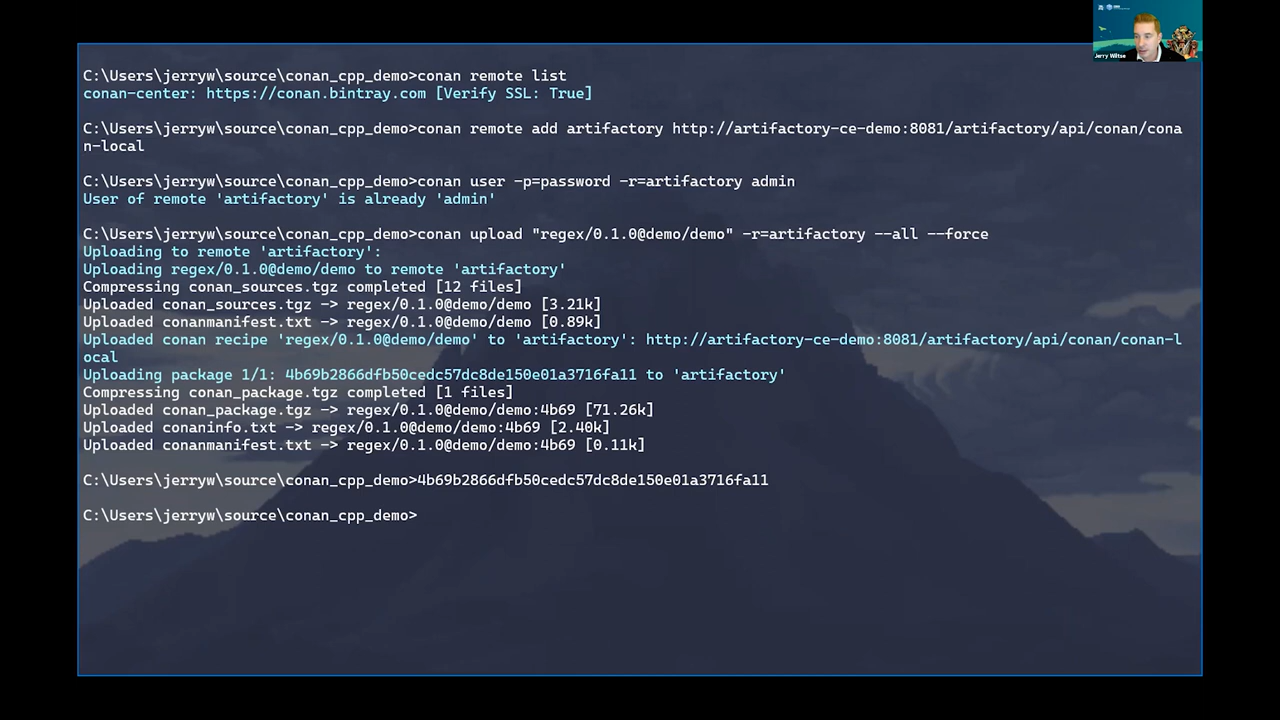 Jerry Wiltse
C:\Users\jerryw\source\conan_cpp_demo>conan remote list
conan-center: https://conan.bintray.com [Verify SSL: True]
C:\Users\jerryw\source\conan_cpp_demo>conan remote add artifactory http://artifactory-ce-demo:8081/artifactory/api/conan/cona
n-local
C:\Users\jerryw\source\conan_cpp_demo>conan user -p=password -r=artifactory admin
User of remote 'artifactory' is already 'admin'
C:\Users\jerryw\source\conan_cpp_demo>conan upload "regex/0.1.0@demo/demo" -r=artifactory --all --force
Uploading to remote 'artifactory':
Uploading regex/0.1.0@demo/demo to remote 'artifactory'
Compressing conan_sources.tgz completed [12 files]
Uploaded conan_sources.tgz -> regex/0.1.0@demo/demo [3.21k]
Uploaded conanmanifest.txt -> regex/0.1.0@demo/demo [0.89k]
Uploaded conan recipe 'regex/0.1.0@demo/demo' to 'artifactory': http://artifactory-ce-demo:8081/artifactory/api/conan/conan-l
ocal
Uploading package 1/1: 4b69b2866dfb50cedc57dc8de150e01a3716fa11 to 'artifactory'
Compressing conan_package.tgz completed [1 files]
Uploaded conan_package.tgz -> regex/0.1.0@demo/demo:4b69 [71.26k]
Uploaded conaninfo.txt -> regex/0.1.0@demo/demo:4b69 [2.40k]
Uploaded conanmanifest.txt -> regex/0.1.0@demo/demo:4b69 [0.11k]
C:\Users\jerryw\source\conan_cpp_demo>4b69b2866dfb50cedc57dc8de150e01a3716fa11
C:\Users\jerryw\source\conan_cpp_demo>